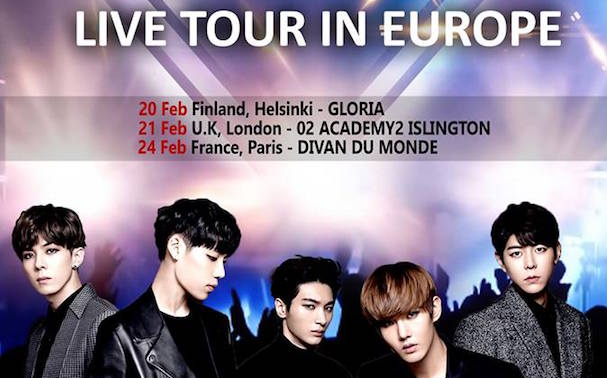 LIVE TOUR IN EUROPE
20 Feb Finland, Helsinki - GLORIA
21 Feb U.K, London - 02 ACADEMY2 ISLINGTON
24 Feb France, Paris - DIVAN DU MONDE